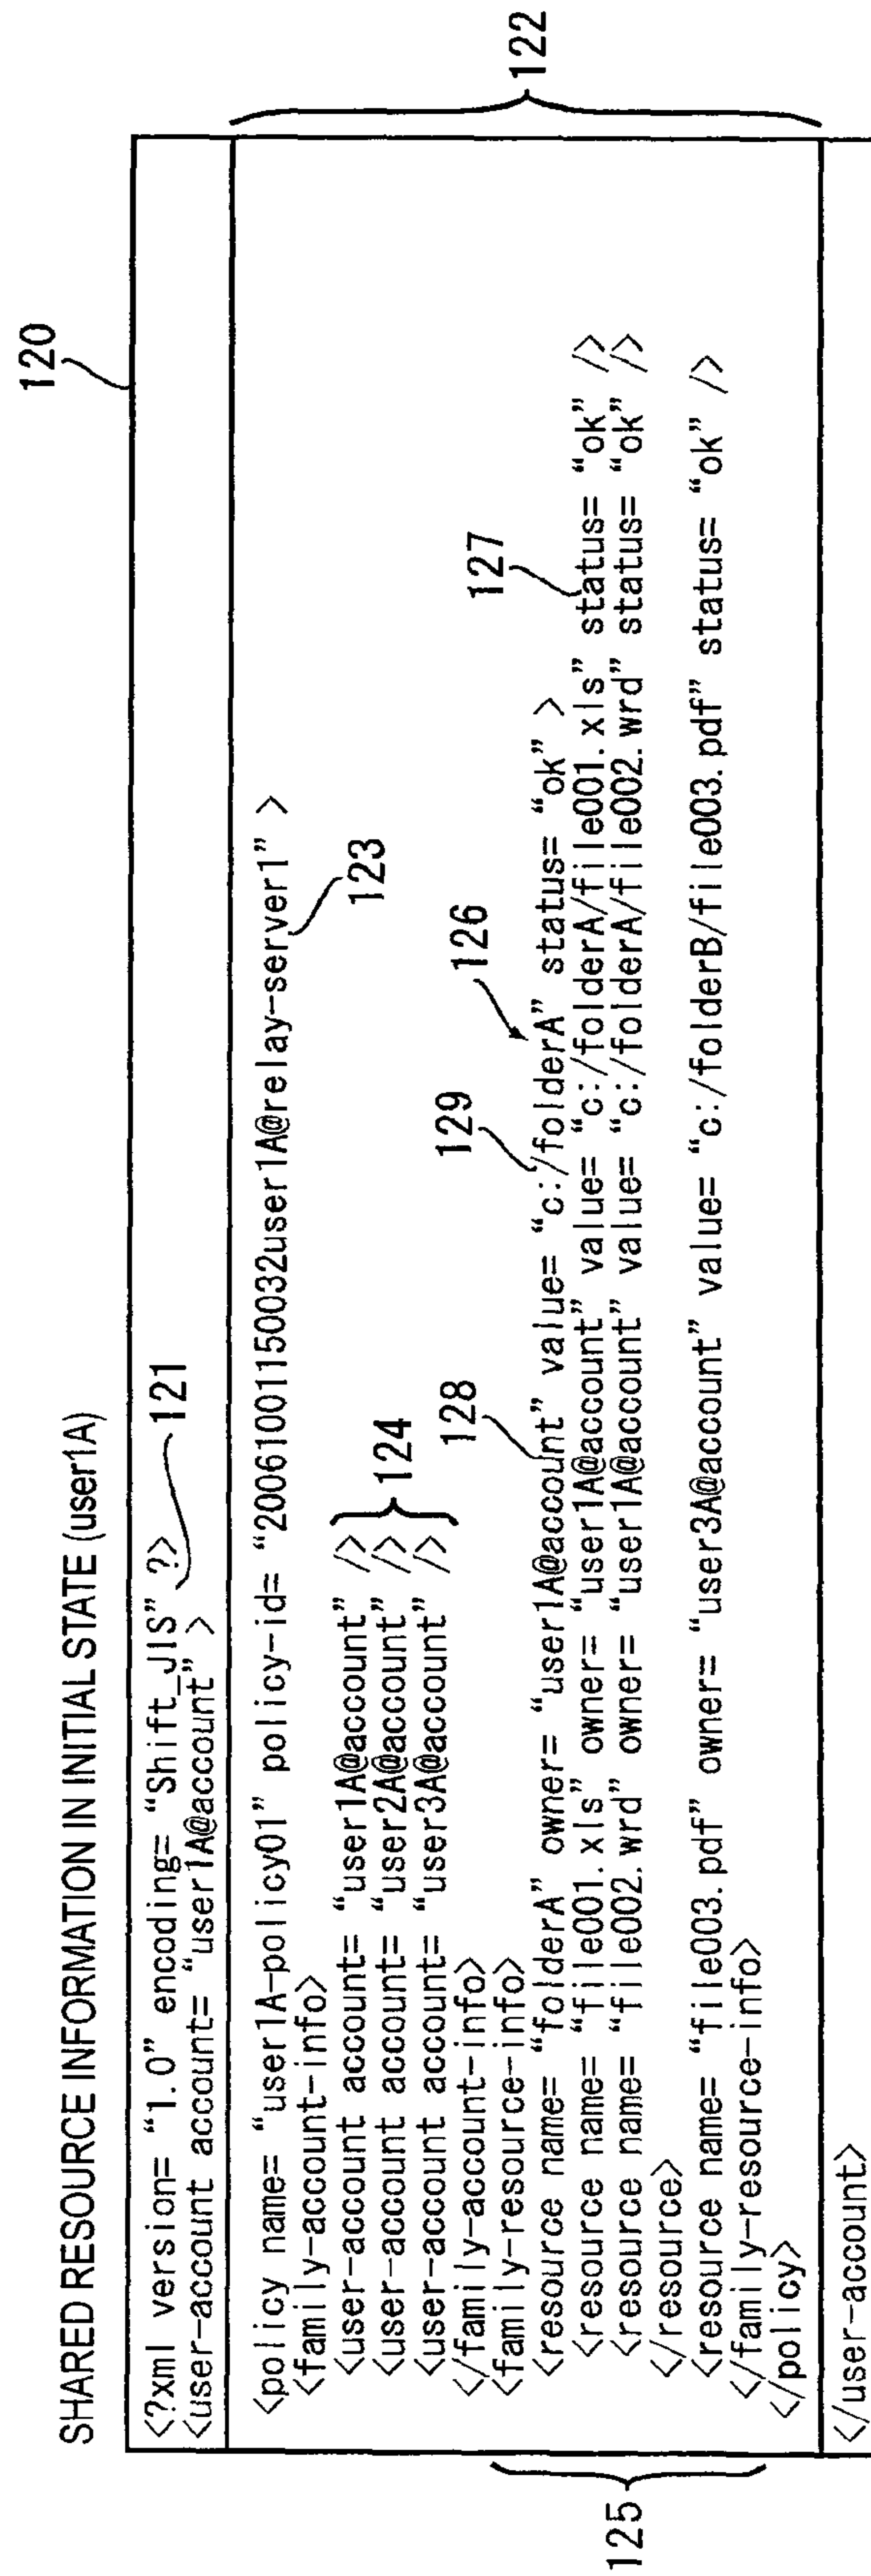 SHARED RESOURCE INFORMATION IN INITIAL STATE (user1A)
120
<?xml version= “1.0” encoding= “Shift_JIS” ?>
121
<user-account account= “user1A@account” >
122
<policy name= “user1A-policy01” policy-id= “20061001150032user1A@relay-server1” >
123
<family-account-info>
<user-account account= “user1A@account” />
<user-account account= “user2A@account” />
124
<user-account account= “user3A@account” />
</family-account-info>
128
129
126
127
<family-resource-info>
<resource name= “folderA” owner= “user1A@account” value= “c:/folderA” status= “ok” >
<resource name= “file001.xls” owner= “user1A@account” value= “c:/folderA/file001.xls” status= “ok” />
<resource name= “file002.wrd” owner= “user1A@account” value= “c:/folderA/file002.wrd” status= “ok” />
</resource>
125
<resource name= “file003.pdf” owner= “user3A@account” value= “c:/folderB/file003.pdf” status= “ok” />
</family-resource-info>
</policy>
</user-account>